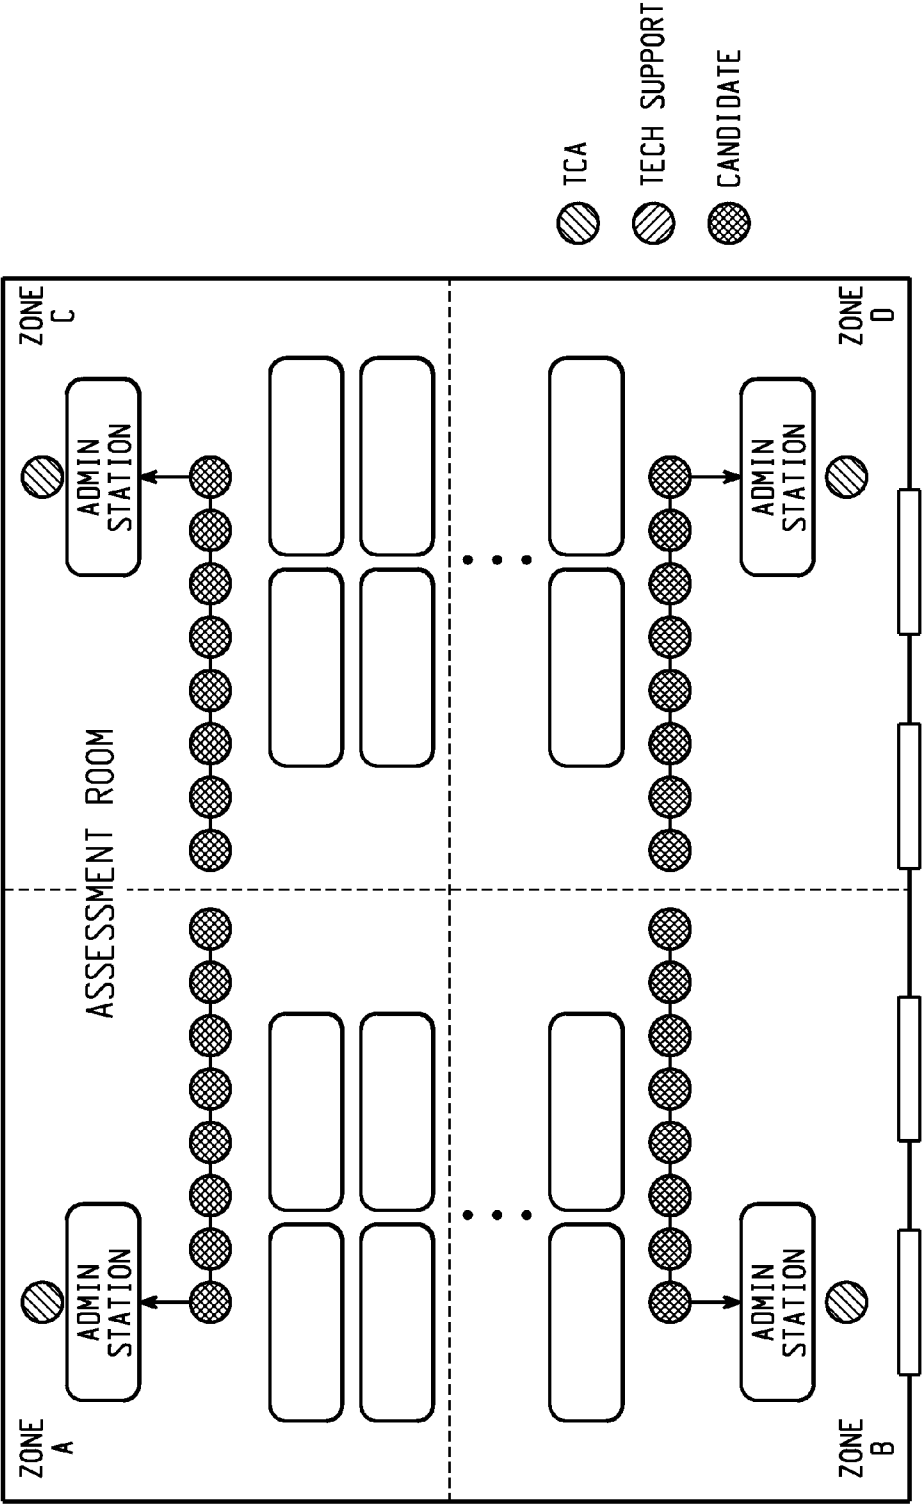 ASSESSMENT ROOM
ZONE
A
ADMIN
STATION
ZONE
B
ADMIN
STATION
ZONE
C
ADMIN
STATION
ZONE
D
ADMIN
STATION
TCA
TECH SUPPORT
CANDIDATE